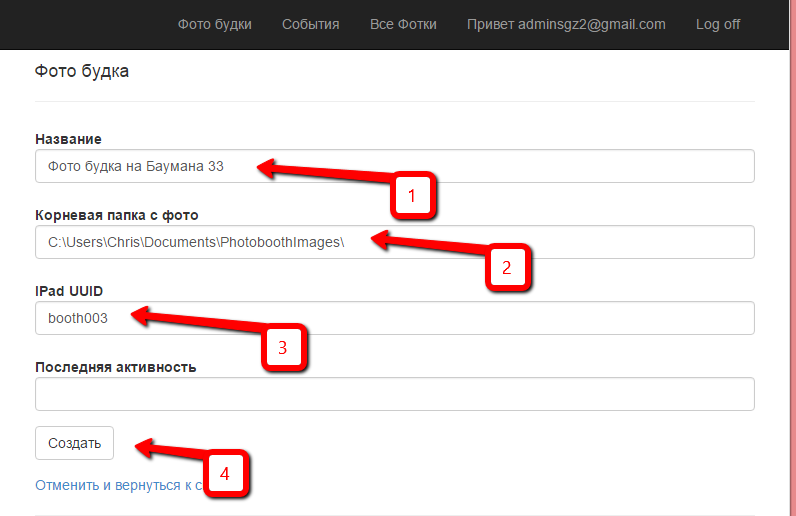 Фото будки События Все Фотки Привет adminsgz2@gmail.com Log off
Фото будка
Название
Фото будка на Баумана 33
1
Корневая папка с фото
C:\Users\Chris\Documents\PhotoboothImages\
2
IPad UUID
booth003
3
Последняя активность
Создать
4
Отменить и вернуться к